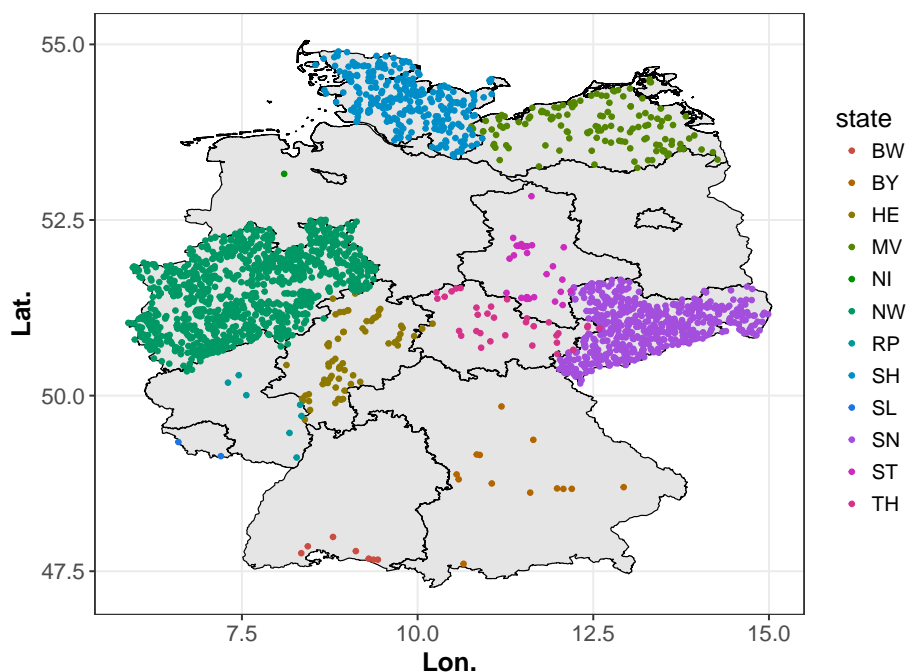 55.0
52.5
50.0
47.5
Lat.
7.5 10.0 12.5 15.0
Lon.
state
BW
BY
HE
MV
NI
NW
RP
SH
SL
SN
ST
TH